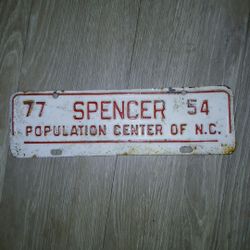 77 SPENCER 54
POPULATION CENTER OF N.C.